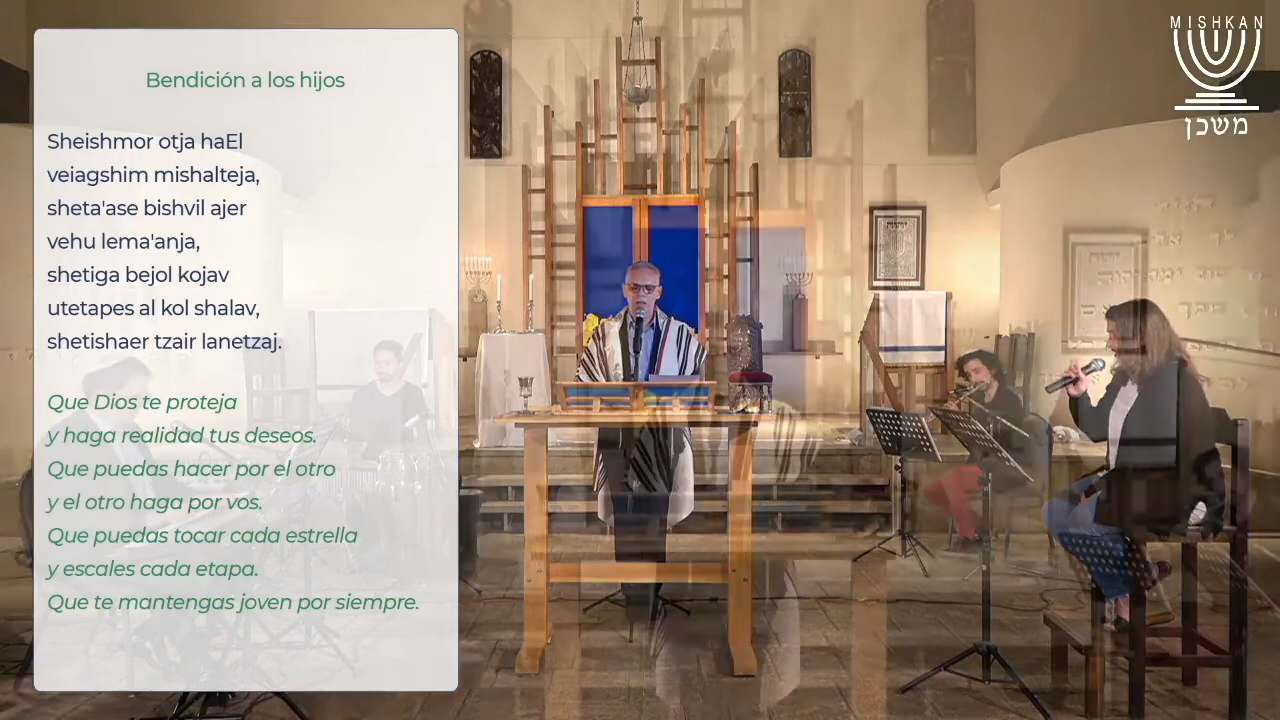 Bendición a los hijos
Sheishmor otja haEl
veiagshim mishalteja,
sheta'ase bishvil ajer
vehu lema'anja,
shetiga bejol kojav
utetapes al kol shalav,
shetishaer tzair lanetzaj.
Que Dios te proteja
y haga realidad tus deseos.
Que puedas hacer por el otro
y el otro haga por vos.
Que puedas tocar cada estrella
y escales cada etapa.
Que te mantengas joven por siempre.
MISHKAN
משכן